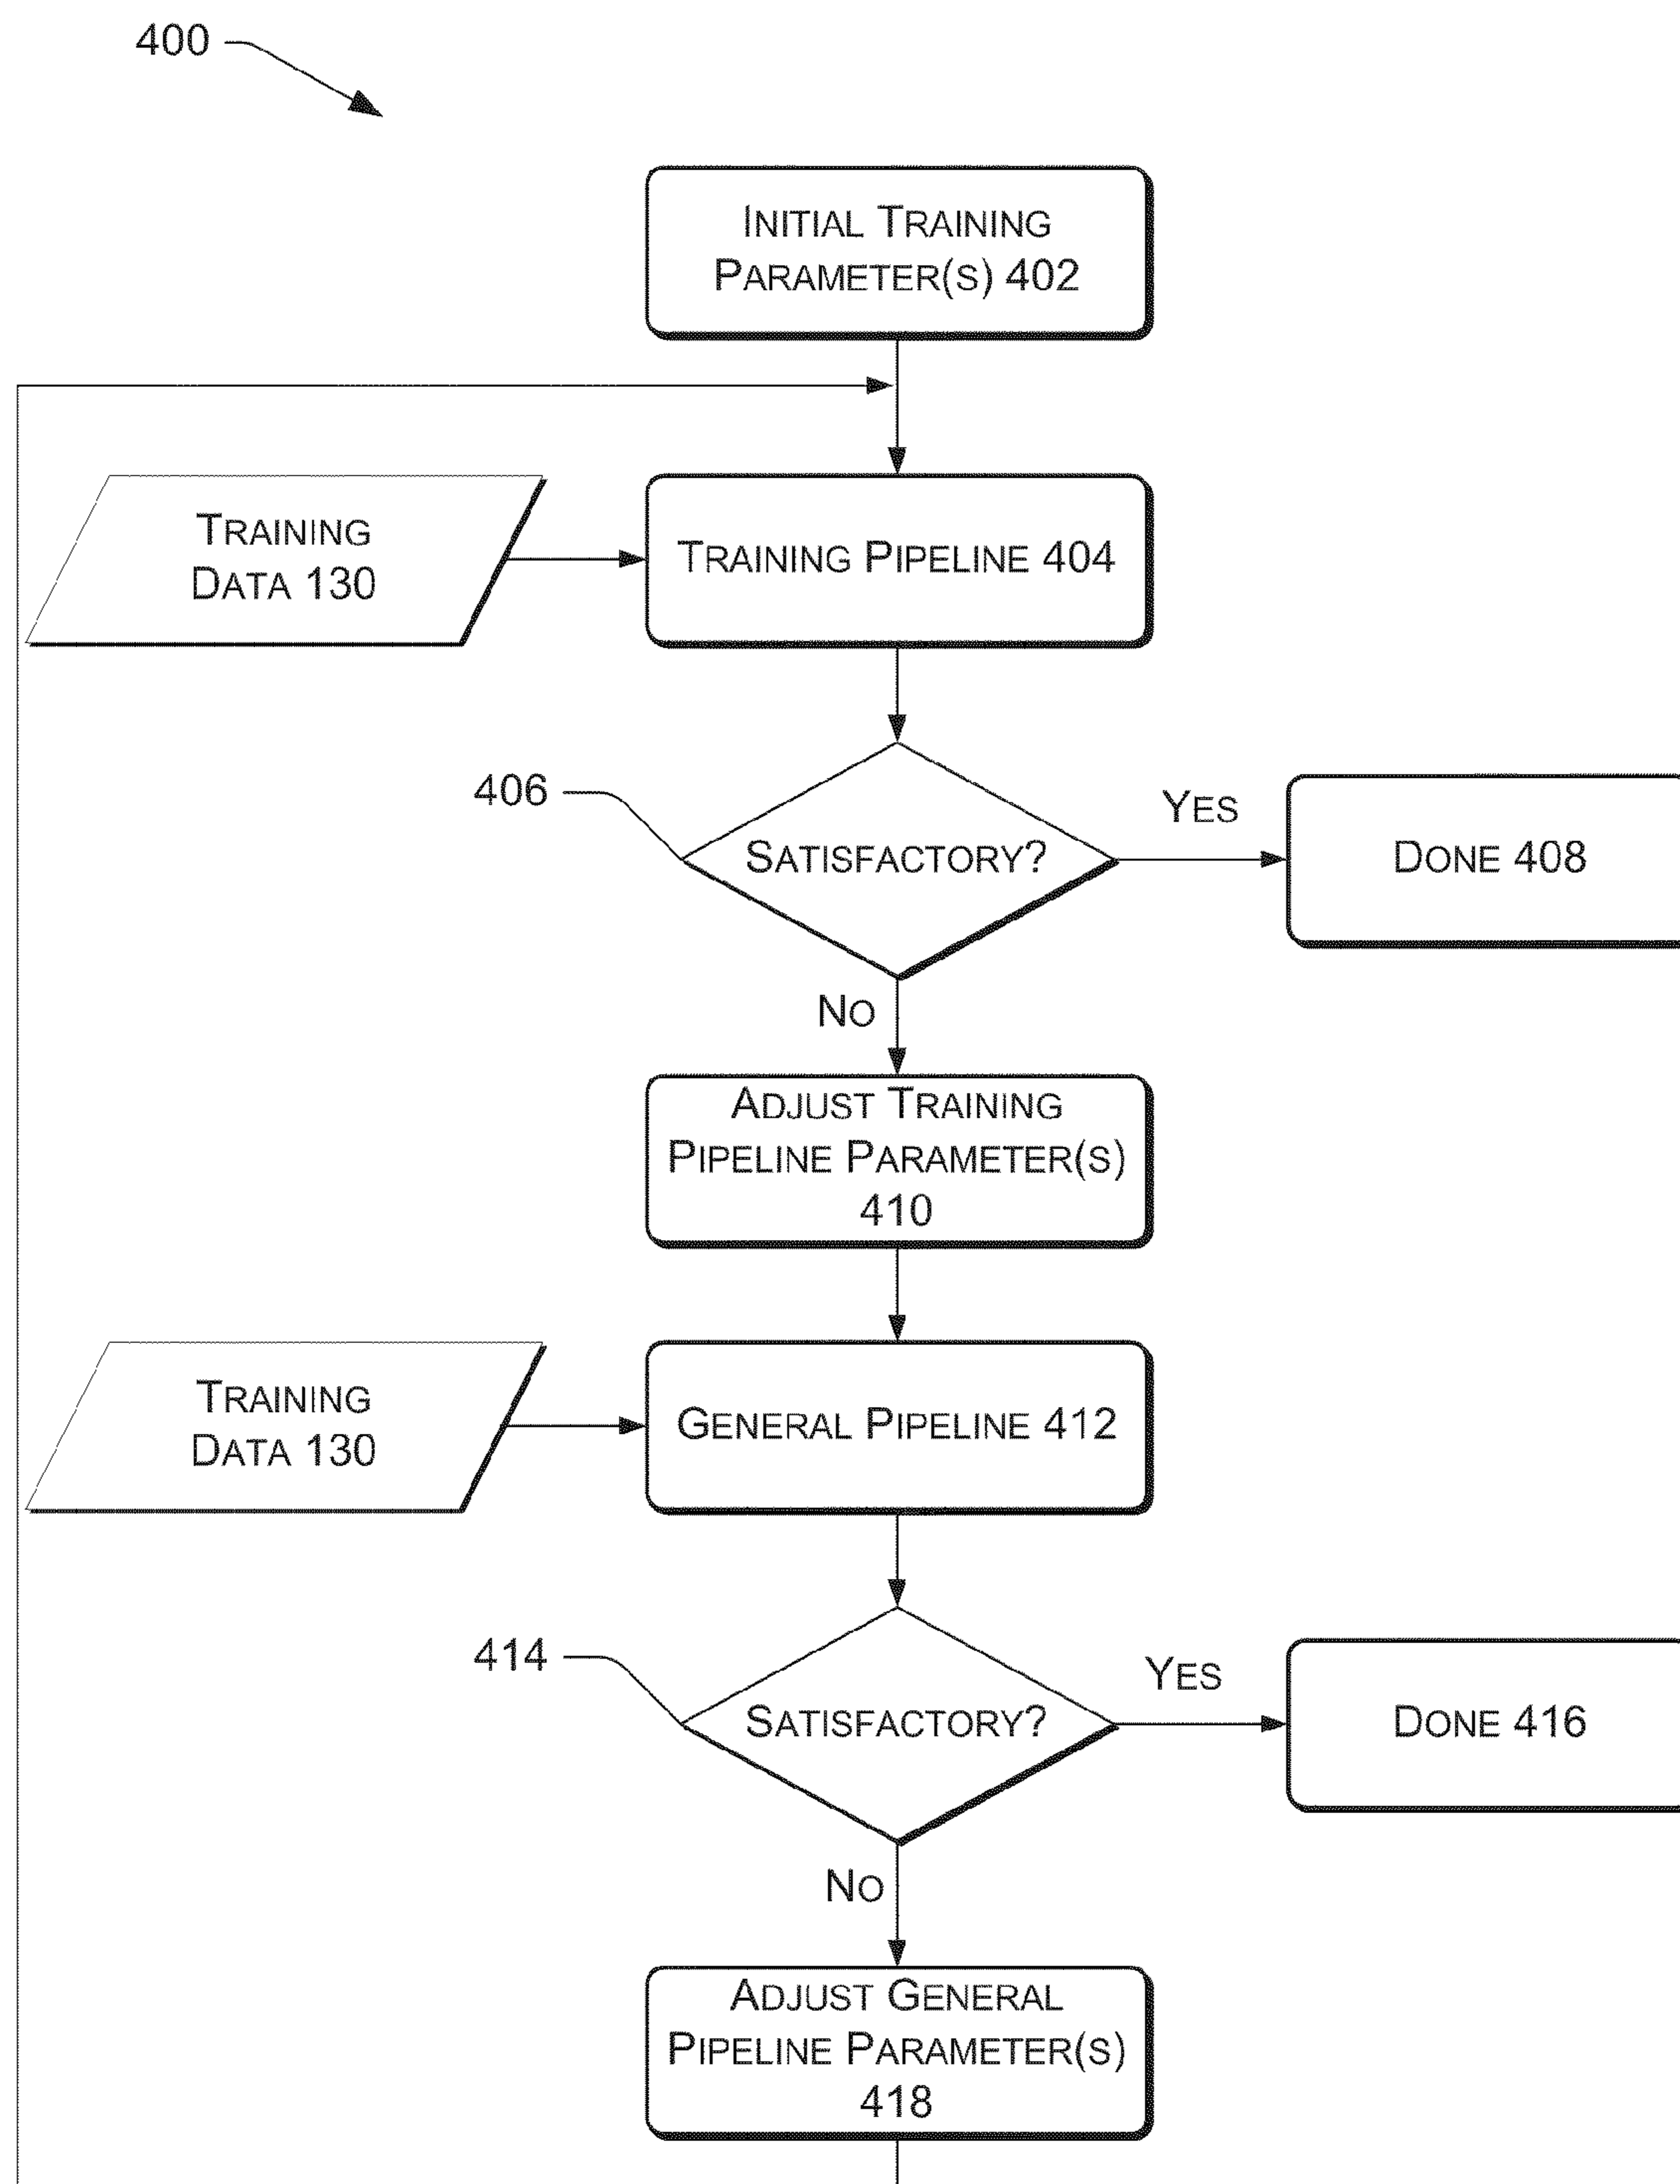 400
INITIAL TRAINING
PARAMETER(S) 402
TRAINING
DATA 130
TRAINING PIPELINE 404
406
SATISFACTORY?
YES
DONE 408
NO
ADJUST TRAINING
PIPELINE PARAMETER(S)
410
TRAINING
DATA 130
GENERAL PIPELINE 412
414
SATISFACTORY?
YES
DONE 416
NO
ADJUST GENERAL
PIPELINE PARAMETER(S)
418